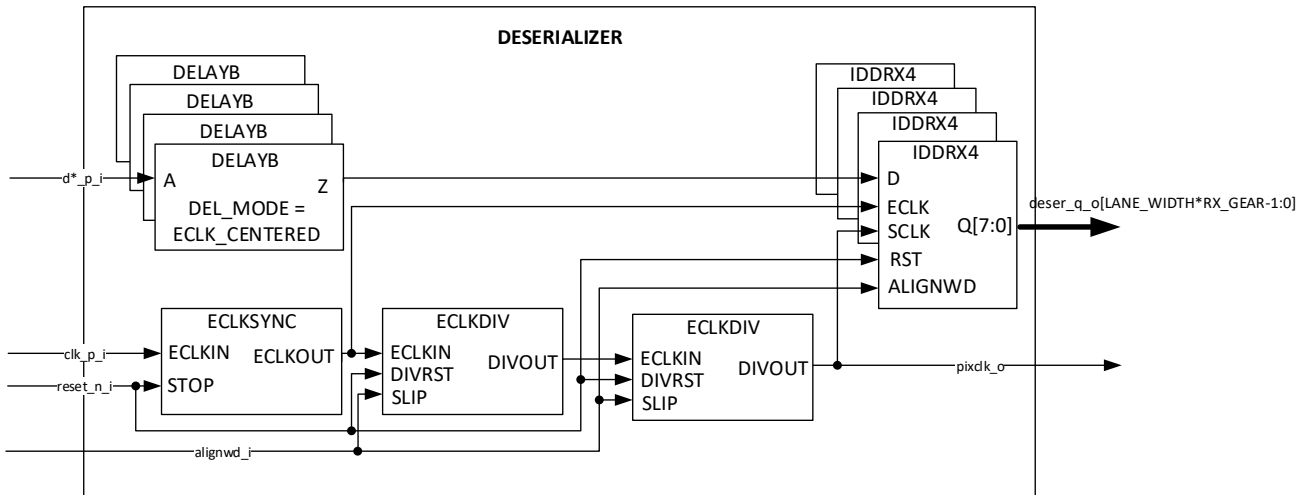 DESERIALIZER
DELAYB
DELAYB
DELAYB
DELAYB
A
Z
DEL_MODE =
ECLK_CENTERED
IDDRX4
IDDRX4
IDDRX4
IDDRX4
D
ECLK
SCLK
Q[7:0]
RST
ALIGNWD
d*_p_i
deser_q_o[LANE_WIDTH*RX_GEAR-1:0]
ECLKSYNC
ECLKIN
ECLKOUT
STOP
ECLKDIV
ECLKIN
DIVOUT
DIVRST
SLIP
ECLKDIV
ECLKIN
DIVOUT
DIVRST
SLIP
clk_p_i
reset_n_i
pixclk_o
alignwd_i